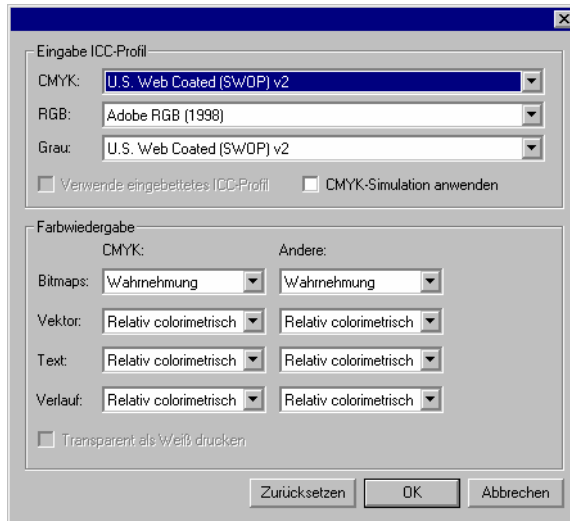 Eingabe ICC-Profil
CMYK: U.S. Web Coated (SWOP) v2
RGB: Adobe RGB (1998)
Grau: U.S. Web Coated (SWOP) v2
Verwende eingebettetes ICC-Profil CMYK-Simulation anwenden
Farbwiedergabe
CMYK: Andere:
Bitmaps: Wahrnehmung Wahrnehmung
Vektor: Relativ colorimetrisch Relativ colorimetrisch
Text: Relativ colorimetrisch Relativ colorimetrisch
Verlauf: Relativ colorimetrisch Relativ colorimetrisch
Transparent als Weiß drucken
Zurücksetzen OK Abbrechen